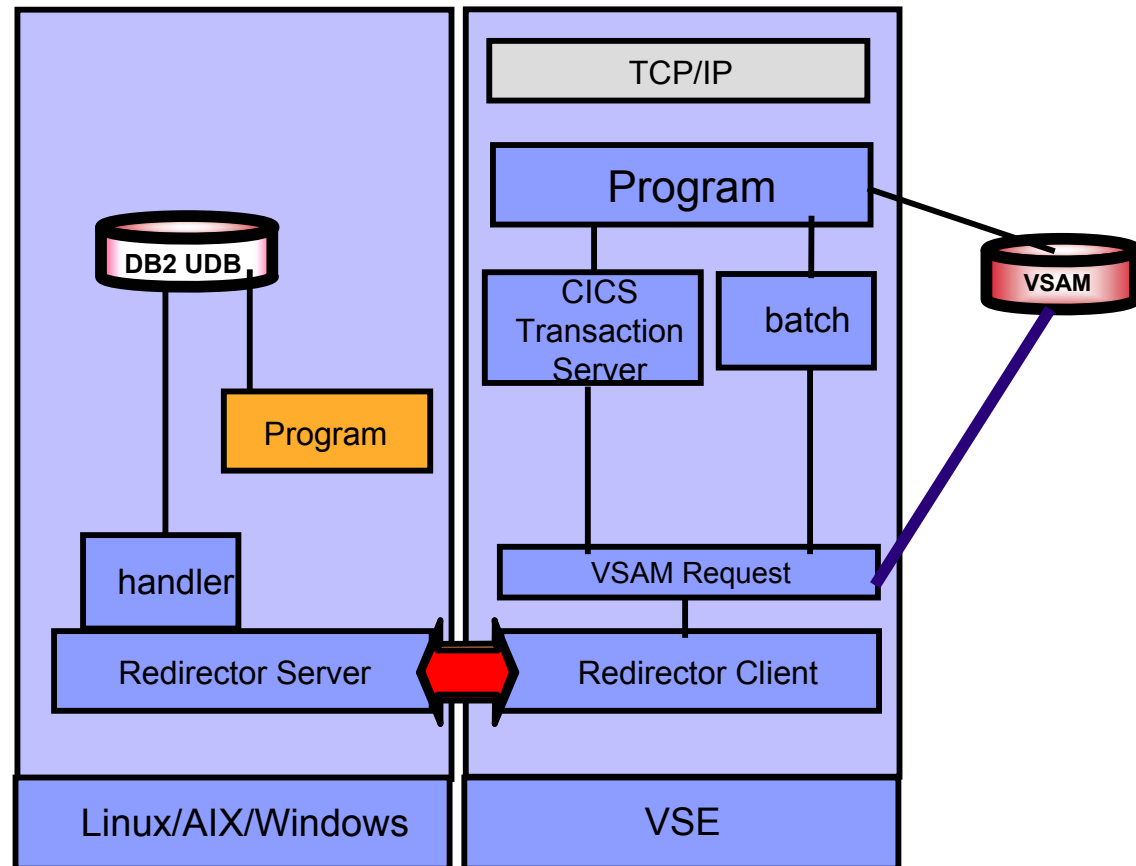 TCP/IP
Program
DB2 UDB
VSAM
CICS
Transaction
Server
batch
Program
handler
VSAM Request
Redirector Server
Redirector Client
Linux/AIX/Windows
VSE